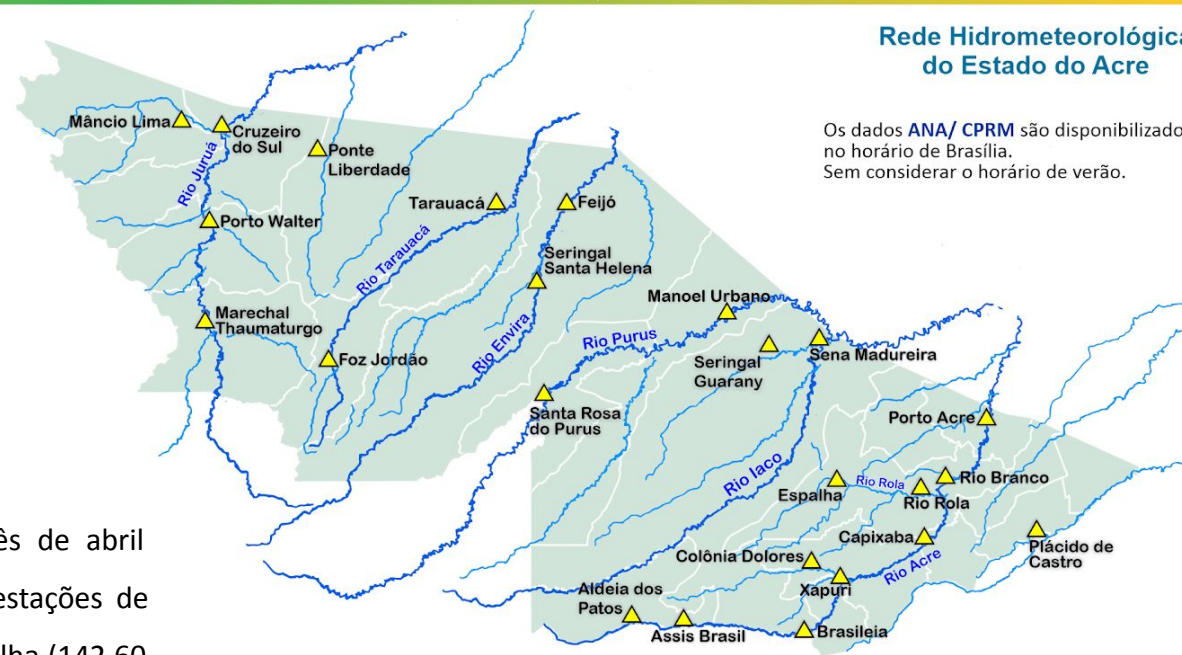 Rede Hidrometeorológica
do Estado do Acre
Os dados ANA/ CPRM são disponibilizado
no horário de Brasília.
Sem considerar o horário de verão.
Mâncio Lima
Cruzeiro
do Sul
Ponte
Liberdade
Rio Juruá
Porto Walter
Tarauacá
Feijó
Rio Tarauacá
Seringal
Santa Helena
Marechal
Thaumaturgo
Foz Jordão
Rio Envira
Manoel Urbano
Rio Purus
Seringal
Guarany
Sena Madureira
Santa Rosa
do Purus
Porto Acre
Rio Iaco
Espalha
Rio Rola
Rio Branco
Rio Rola
Capixaba
Plácido de
Castro
Colônia Dolores
Rio Acre
Xapuri
Aldeia dos
Patos
Assis Brasil
Brasileia
ês de abril
estações de
lha (142,60